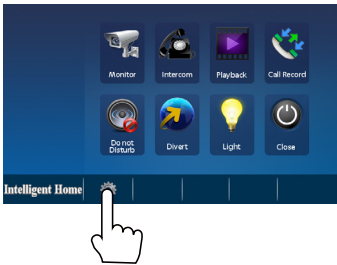 Monitor
Intercom
Playback
Call Record
Do not
Disturb
Divert
Light
Close
Intelligent Home